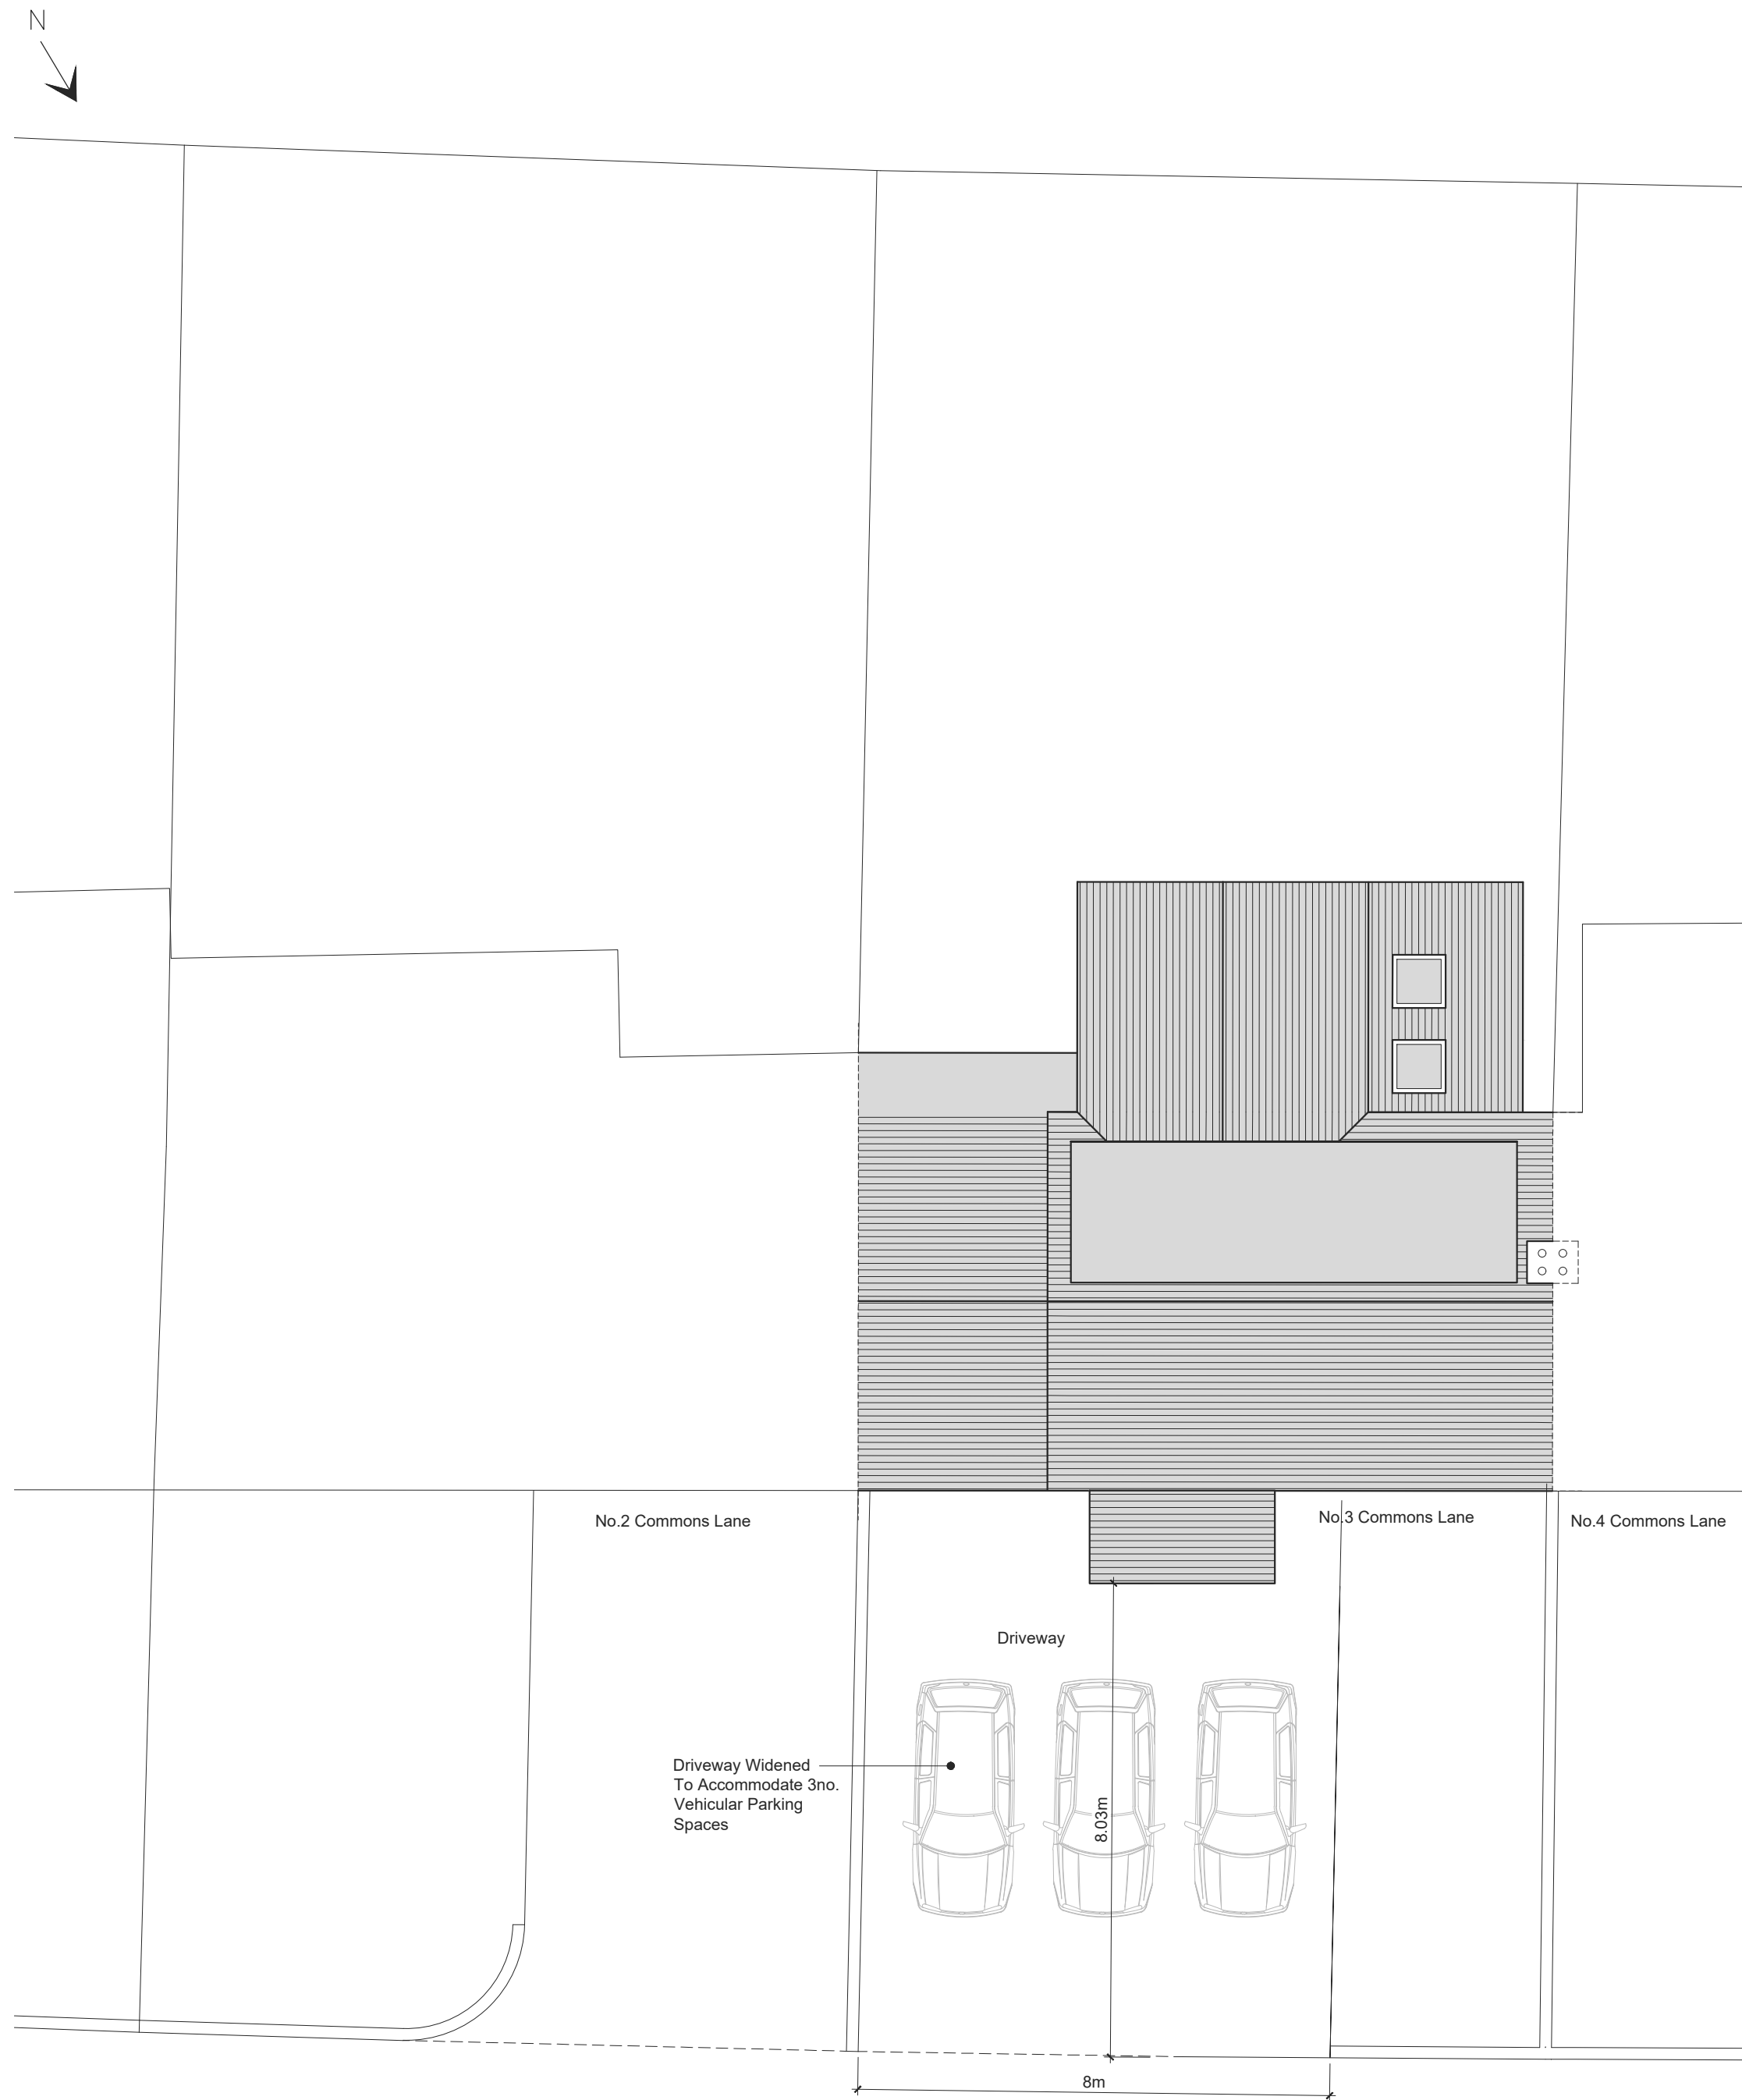 N
No.2 Commons Lane
No.3 Commons Lane
No.4 Commons Lane
Driveway
Driveway Widened
To Accommodate 3no.
Vehicular Parking
Spaces
8.03m
8m